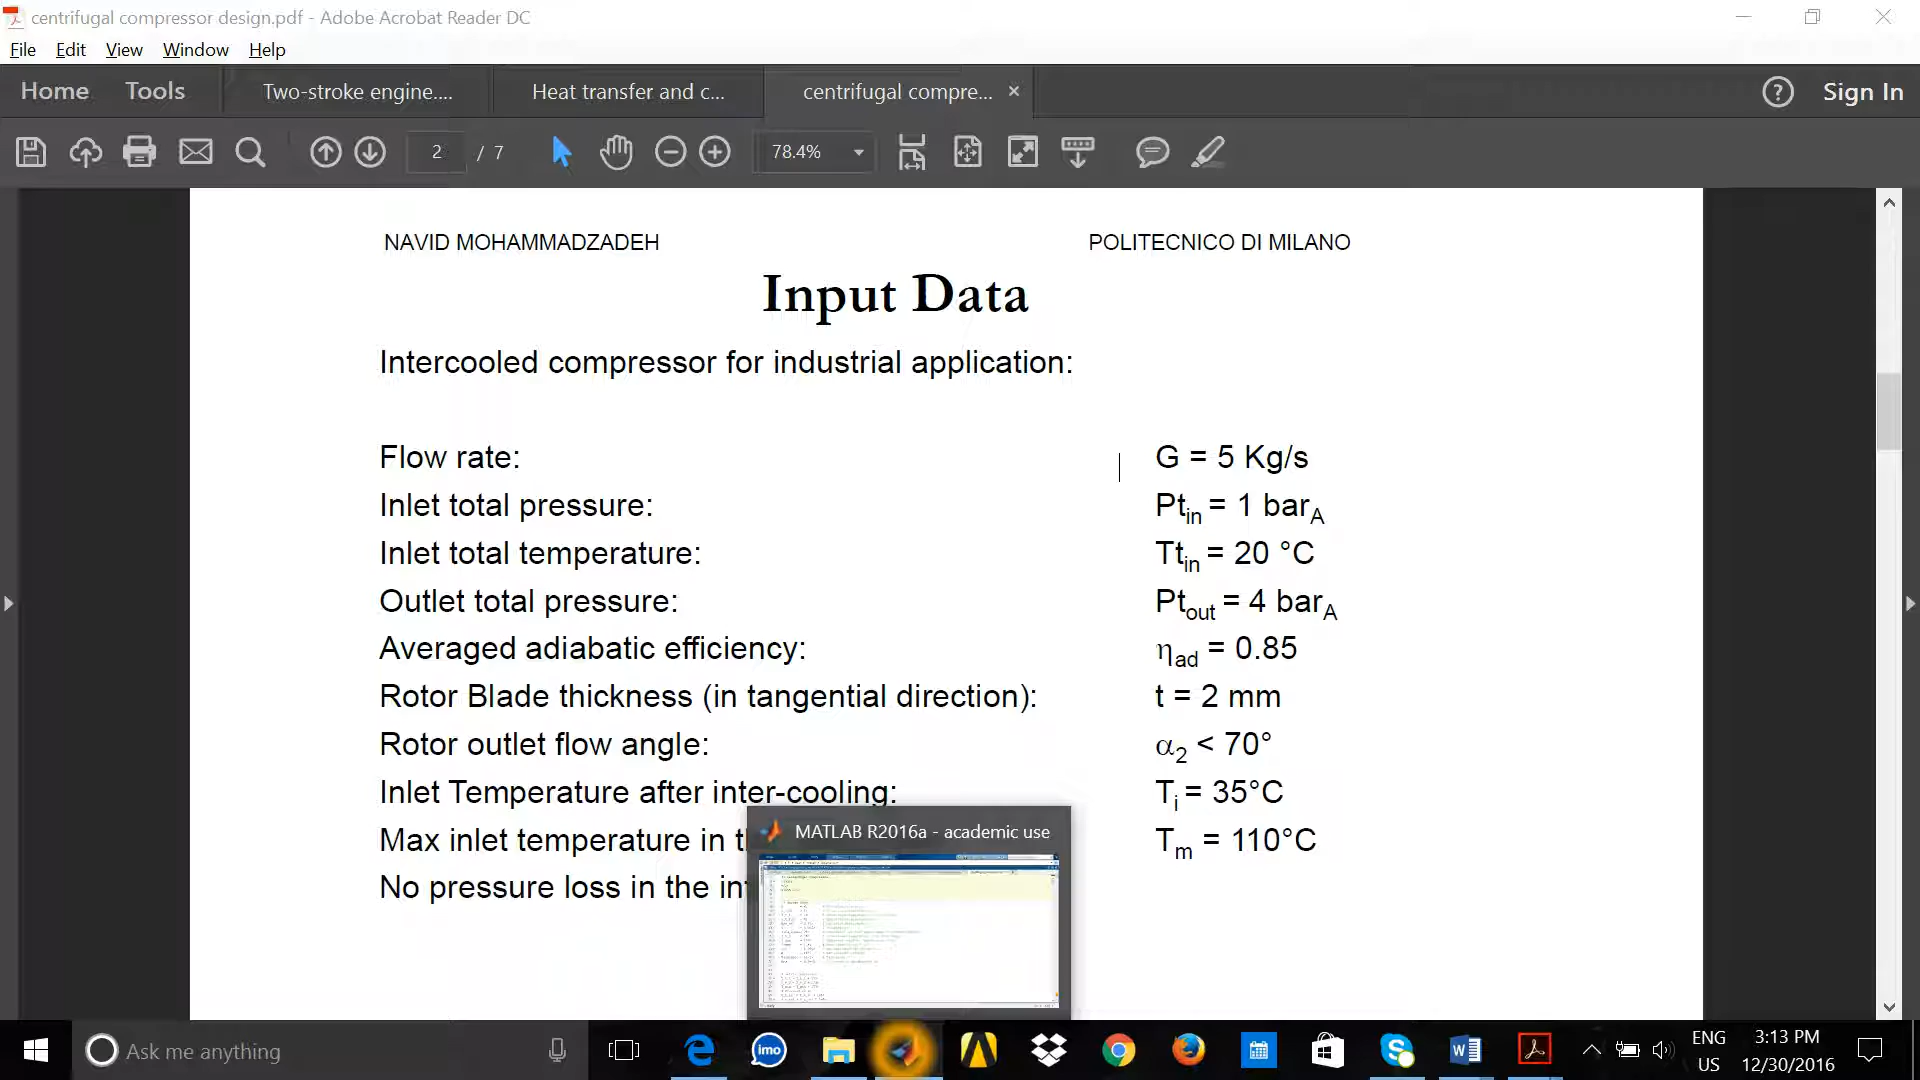 centrifugal compressor design.pdf - Adobe Acrobat Reader DC
File Edit View Window Help
Home Tools Two-stroke engine.... Heat transfer and c... centrifugal compre... × ? Sign In
2 / 7 78.4%
NAVID MOHAMMADZADEH POLITECNICO DI MILANO
Input Data
Intercooled compressor for industrial application:
Flow rate: G = 5 Kg/s
Inlet total pressure: Ptin = 1 barA
Inlet total temperature: Ttin = 20 °C
Outlet total pressure: Ptout = 4 barA
Averaged adiabatic efficiency: ηad = 0.85
Rotor Blade thickness (in tangential direction): t = 2 mm
Rotor outlet flow angle: α2 < 70°
Inlet Temperature after inter-cooling: Ti = 35°C
Max inlet temperature in Tm = 110°C
No pressure loss in the
MATLAB R2016a - academic use
Ask me anything
imo
ENG
US
3:13 PM
12/30/2016